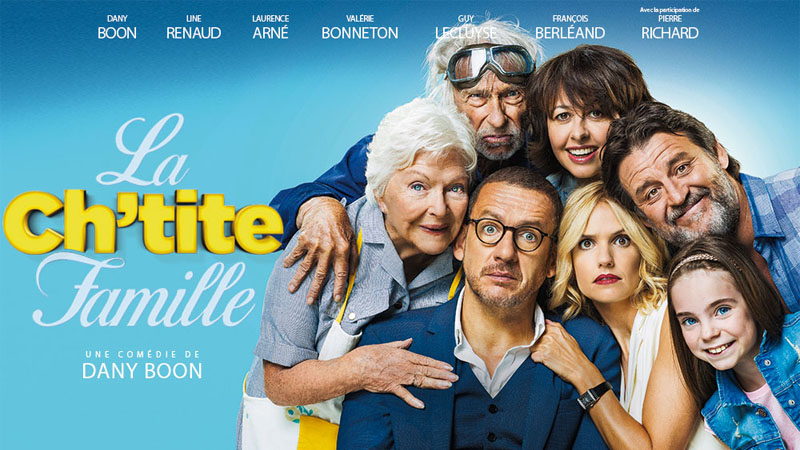 DANY
BOON
LINE
RENAUD
LAURENCE
ARNÉ
VALÉRIE
BONNETON
GUY
LECLUYSE
FRANÇOIS
BERLÉAND
Avec la participation de
PIERRE
RICHARD
La
Ch'tite
Famille
UNE COMÉDIE DE
DANY BOON